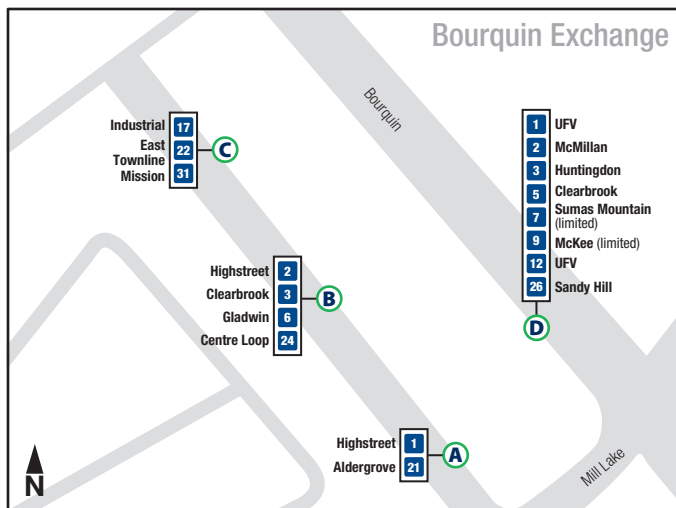 Bourquin Exchange
Bourquin
Industrial 17
East Townline 22
Mission 31
C
1 UFV
2 McMillan
3 Huntingdon
5 Clearbrook
7 Sumas Mountain
(limited)
9 McKee (limited)
12 UFV
26 Sandy Hill
D
Highstreet 2
Clearbrook 3
Gladwin 6
Centre Loop 24
B
Highstreet 1
Aldergrove 21
A
Mill Lake
N